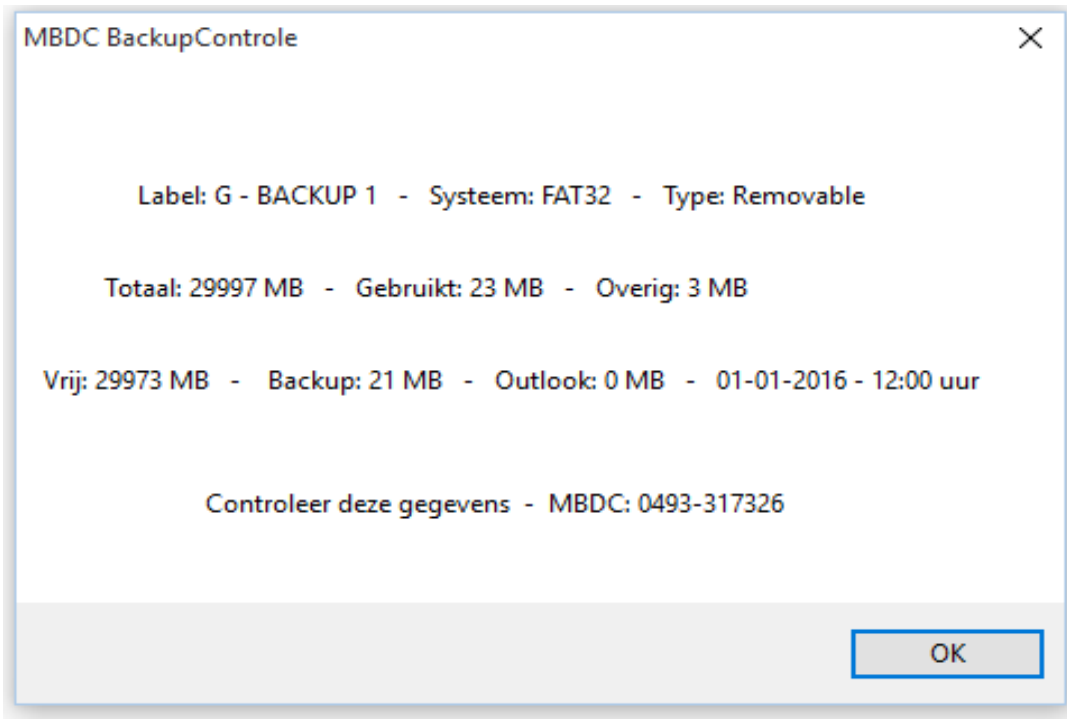 MBDC BackupControle
Label: G - BACKUP 1 - Systeem: FAT32 - Type: Removable
Totaal: 29997 MB - Gebruikt: 23 MB - Overig: 3 MB
Vrij: 29973 MB - Backup: 21 MB - Outlook: 0 MB - 01-01-2016 - 12:00 uur
Controleer deze gegevens - MBDC: 0493-317326
OK